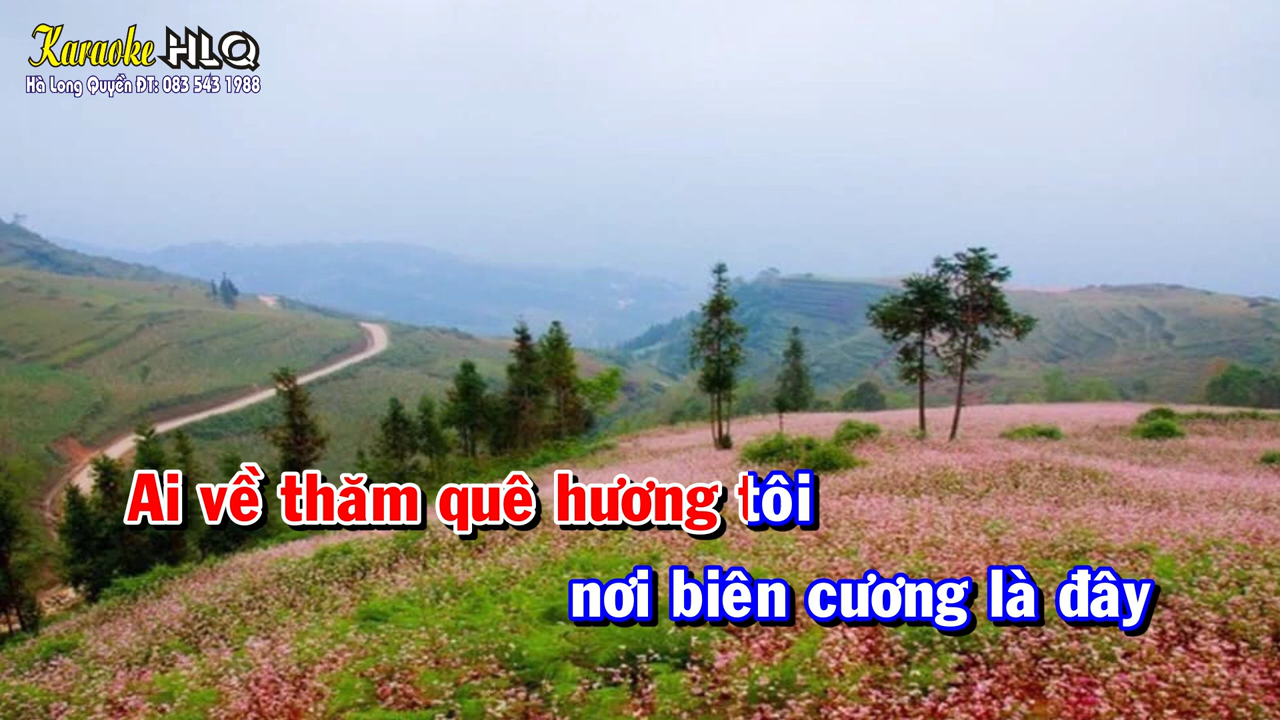 Karaoke HLQ
Hà Long Quyền ĐT: 083 543 1988
Ai về thăm quê hương tôi
nơi biên cương là đây